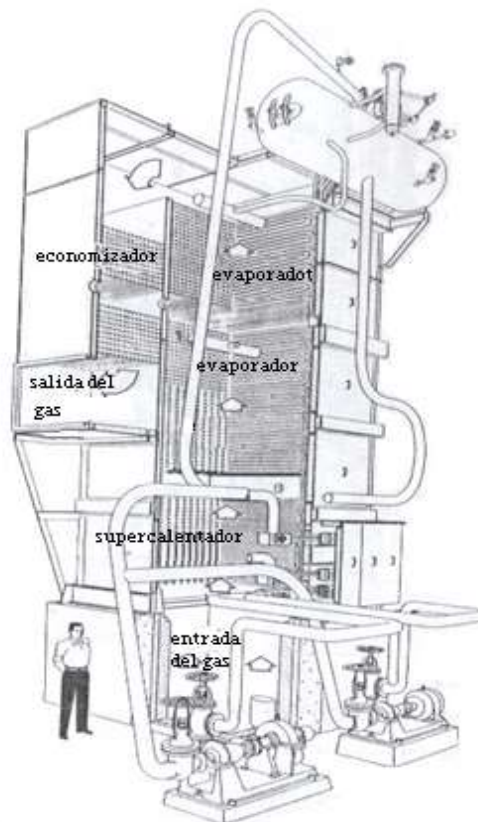 economizador
evaporadot
evaporador
salida del
gas
supercalentador
entrada
del gas